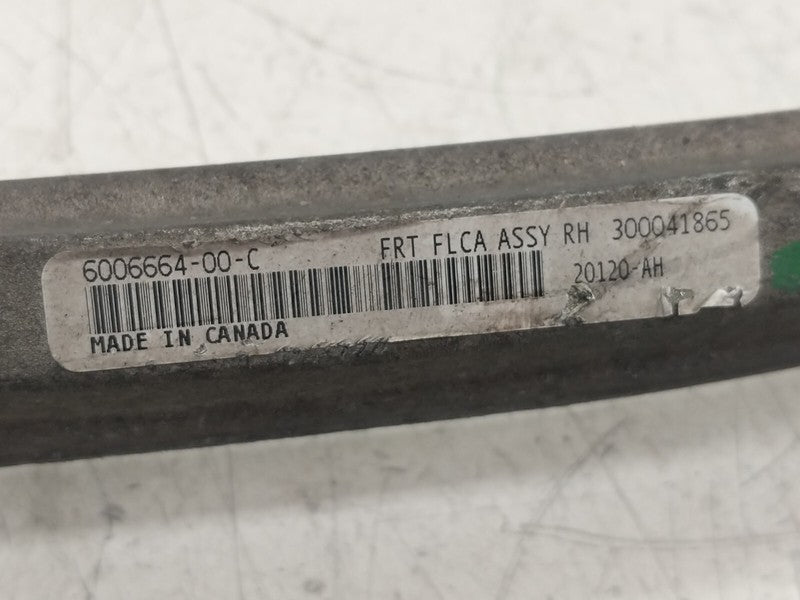 6006664-00-C FRT FLCA ASSY RH 300041865
20120-AH
MADE IN CANADA